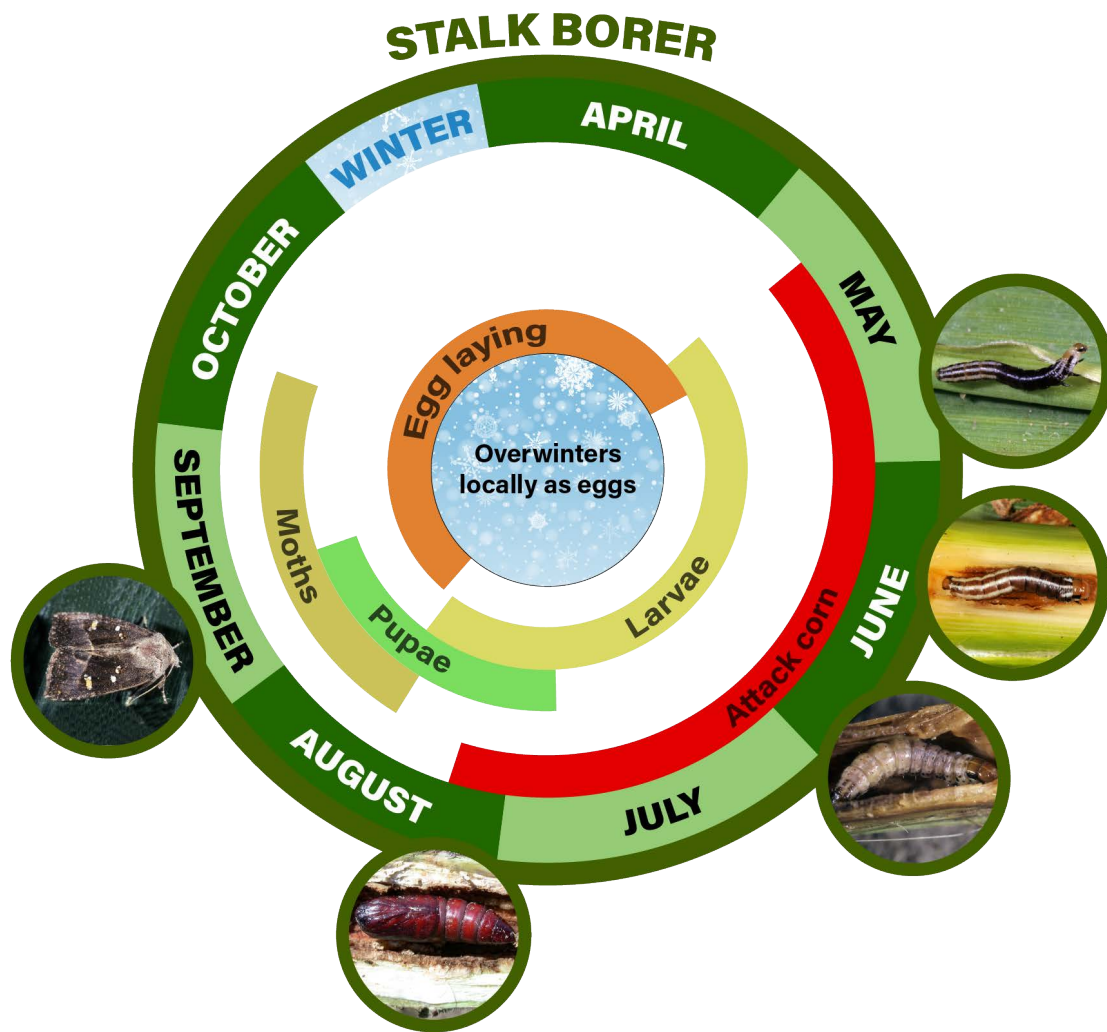 STALK BORER
WINTER
APRIL
MAY
JUNE
JULY
AUGUST
SEPTEMBER
OCTOBER
Egg laying
Overwinters
locally as eggs
Larvae
Pupae
Moths
Attack corn